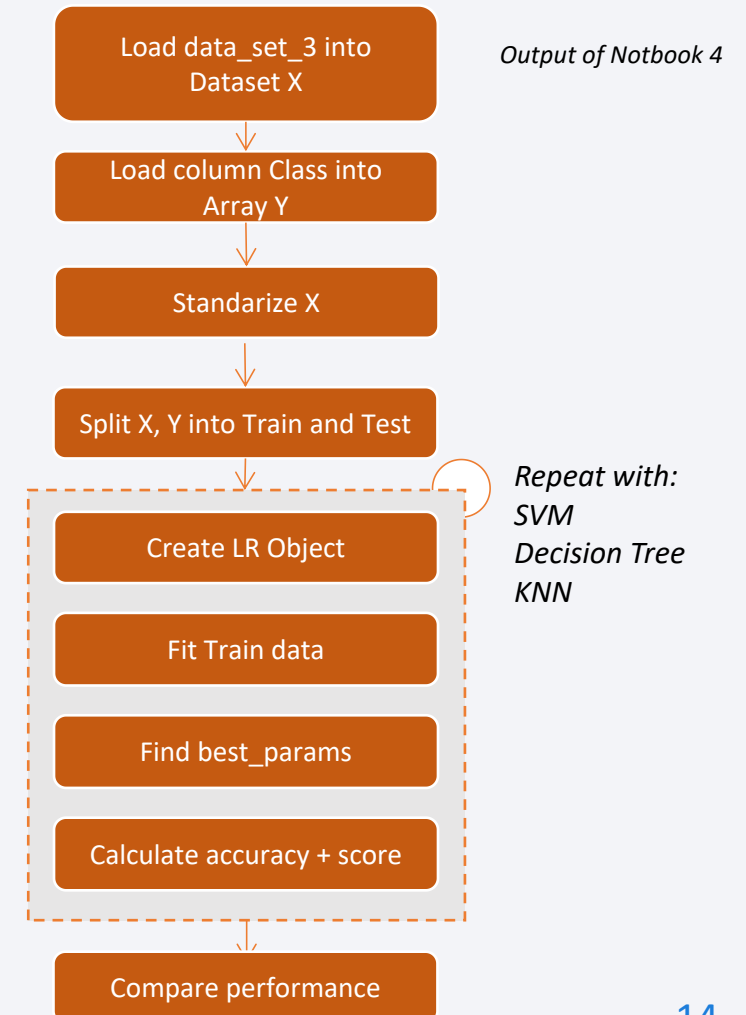 Load data_set_3 into
Dataset X
Output of Notbook 4
Load column Class into
Array Y
Standarize X
Split X, Y into Train and Test
Repeat with:
SVM
Decision Tree
KNN
Create LR Object
Fit Train data
Find best_params
Calculate accuracy + score
Compare performance
14